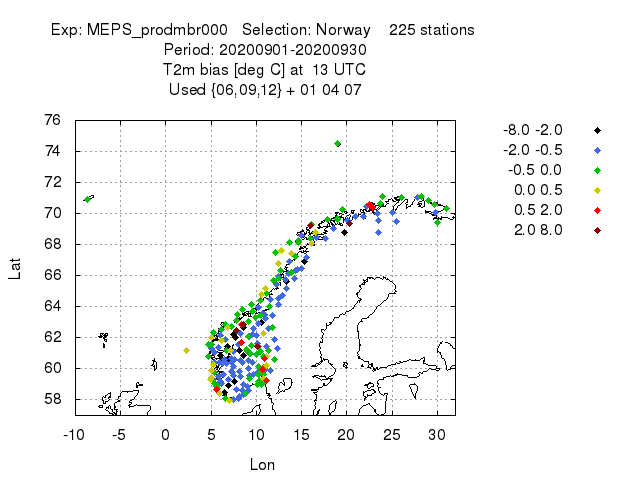 Exp: MEPS_prodmbr000 Selection: Norway 225 stations
Period: 20200901-20200930
T2m bias [deg C] at 13 UTC
Used {06,09,12} + 01 04 07
76
74
72
70
68
66
64
62
60
58
Lat
-10 -5 0 5 10 15 20 25 30
Lon
-8.0 -2.0
-2.0 -0.5
-0.5 0.0
0.0 0.5
0.5 2.0
2.0 8.0